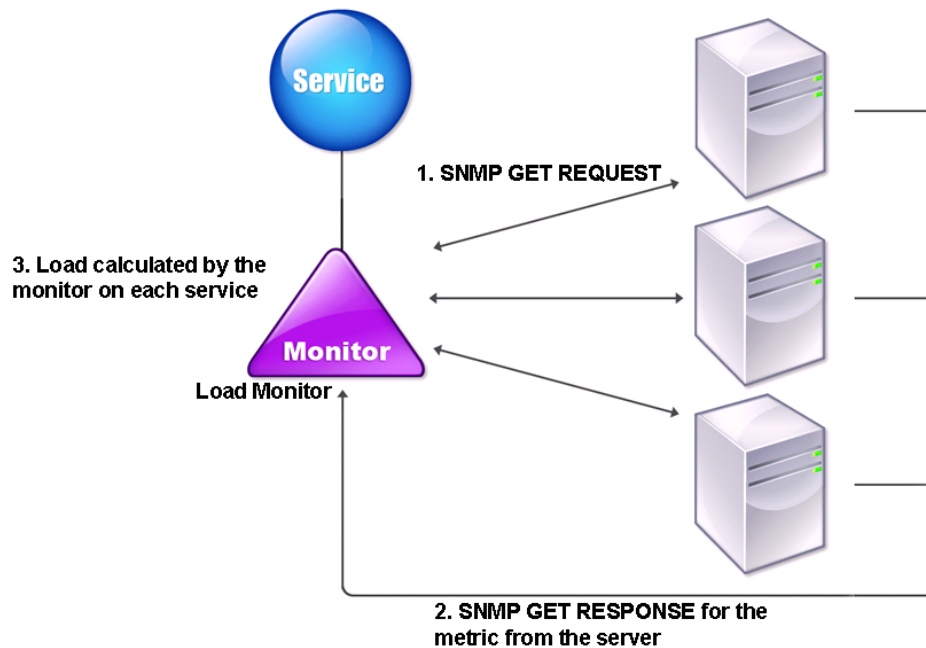 Service
1. SNMP GET REQUEST
3. Load calculated by the
monitor on each service
Monitor
Load Monitor
2. SNMP GET RESPONSE for the
metric from the server